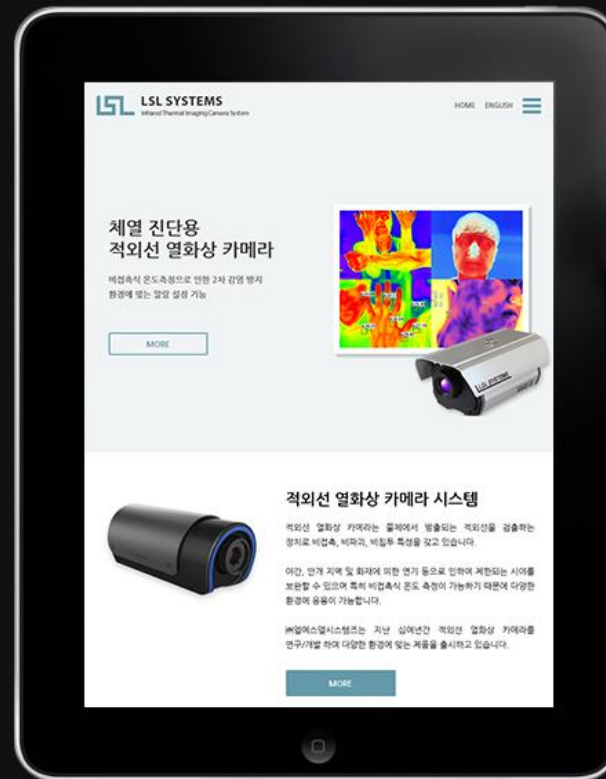 LSL LSL SYSTEMS
Infrared Thermal Imaging Camera System
HOME ENGLISH
체열 진단용
적외선 열화상 카메라
비접촉식 온도측정으로 인한 2차 감염 방지
환경에 맞는 알람 설정 기능
MORE
LSL SYSTEMS
적외선 열화상 카메라 시스템
적외선 열화상 카메라는 물체에서 방출되는 적외선을 검출하는
장치로 비접촉, 비파괴, 비침투 특성을 갖고 있습니다.
야간, 안개 지역 및 화재에 의한 연기 등으로 인하여 제한되는 시야를
보완할 수 있으며 특히 비접촉식 온도 측정이 가능하기 때문에 다양한
환경에 응용이 가능합니다.
㈜엘에스엘시스템즈는 지난 십여년간 적외선 열화상 카메라를
연구/개발 하여 다양한 환경에 맞는 제품을 출시하고 있습니다.
MORE